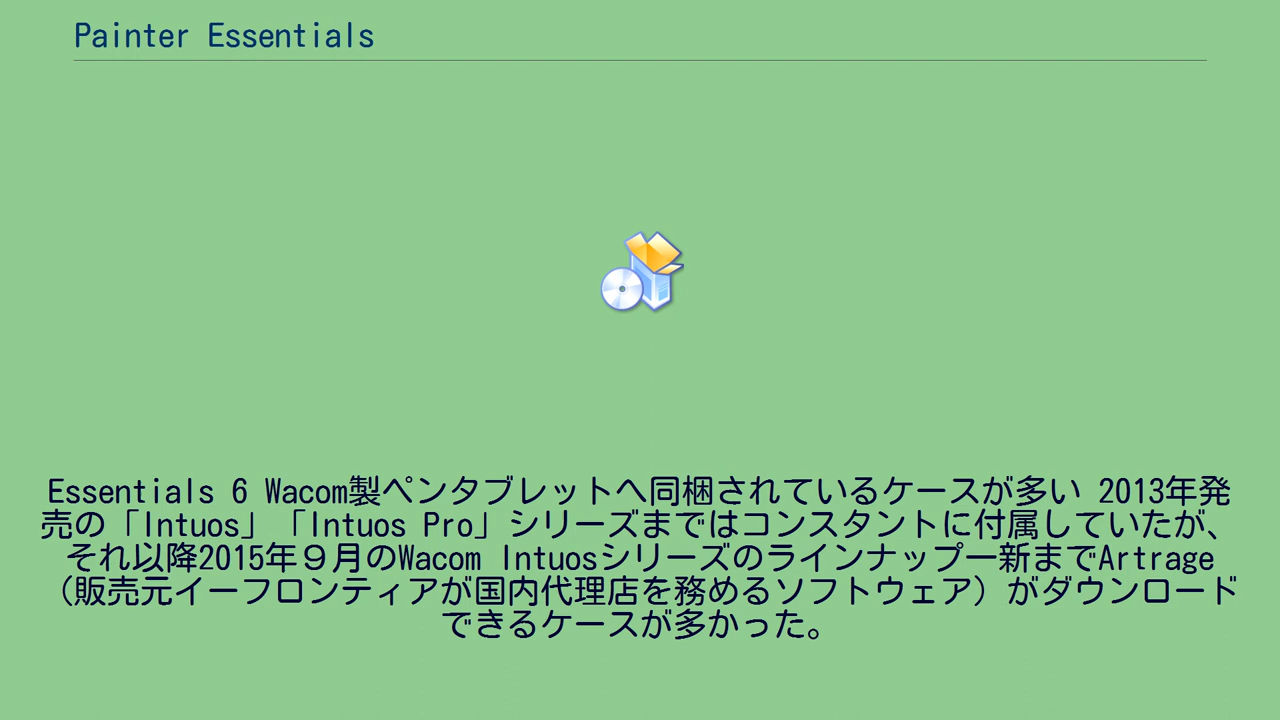 Painter Essentials
Essentials 6 Wacom製ペンタブレットへ同梱されているケースが多い 2013年発
売の「Intuos」「Intuos Pro」シリーズまではコンスタントに付属していたが、
それ以降2015年９月のWacom Intuosシリーズのラインナップ一新までArtrage
（販売元イーフロンティアが国内代理店を務めるソフトウェア）がダウンロード
できるケースが多かった。